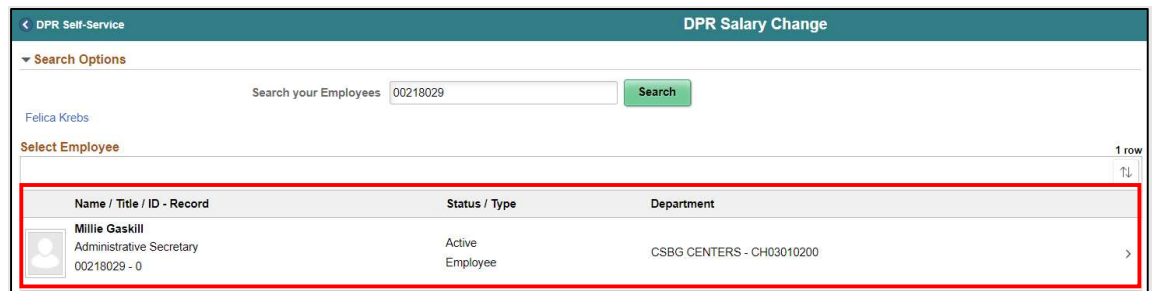 DPR Self-Service
DPR Salary Change
Search Options
Search your Employees 00218029 Search
Felica Krebs
Select Employee
1 row
Name / Title / ID - Record Status / Type Department
Millie Gaskill
Administrative Secretary
00218029 - 0
Active
Employee
CSBG CENTERS - CH03010200